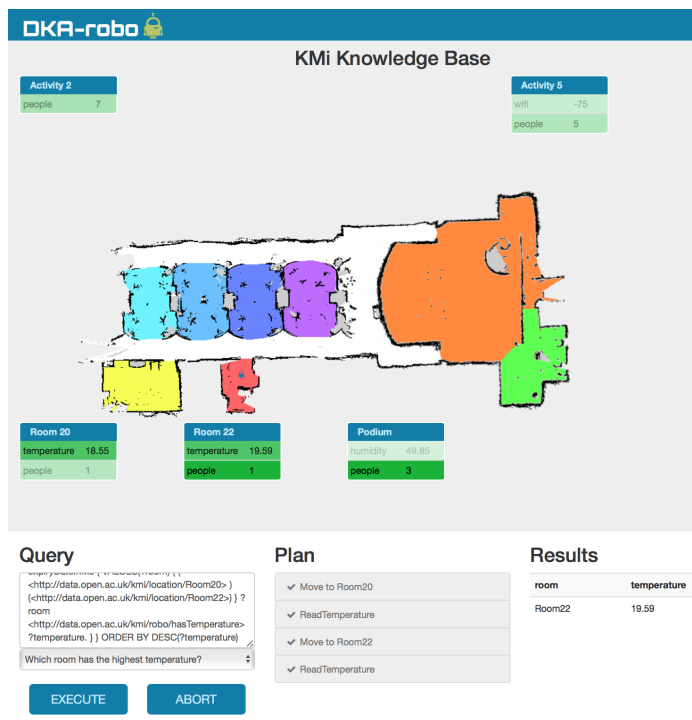 DKA-robo
KMi Knowledge Base
Activity 2
people 7
Activity 5
wifi -75
people 5
Room 20
temperature 18.55
people 1
Room 22
temperature 19.59
people 1
Podium
humidity 49.85
people 3
Query
<http://data.open.ac.uk/kmi/location/Room20> )
(<http://data.open.ac.uk/kmi/location/Room22>) } ?
room
<http://data.open.ac.uk/kmi/robo/hasTemperature>
?temperature. } } ORDER BY DESC(?temperature)
Which room has the highest temperature?
EXECUTE ABORT
Plan
Move to Room20
ReadTemperature
Move to Room22
ReadTemperature
Results
room temperature
Room22 19.59